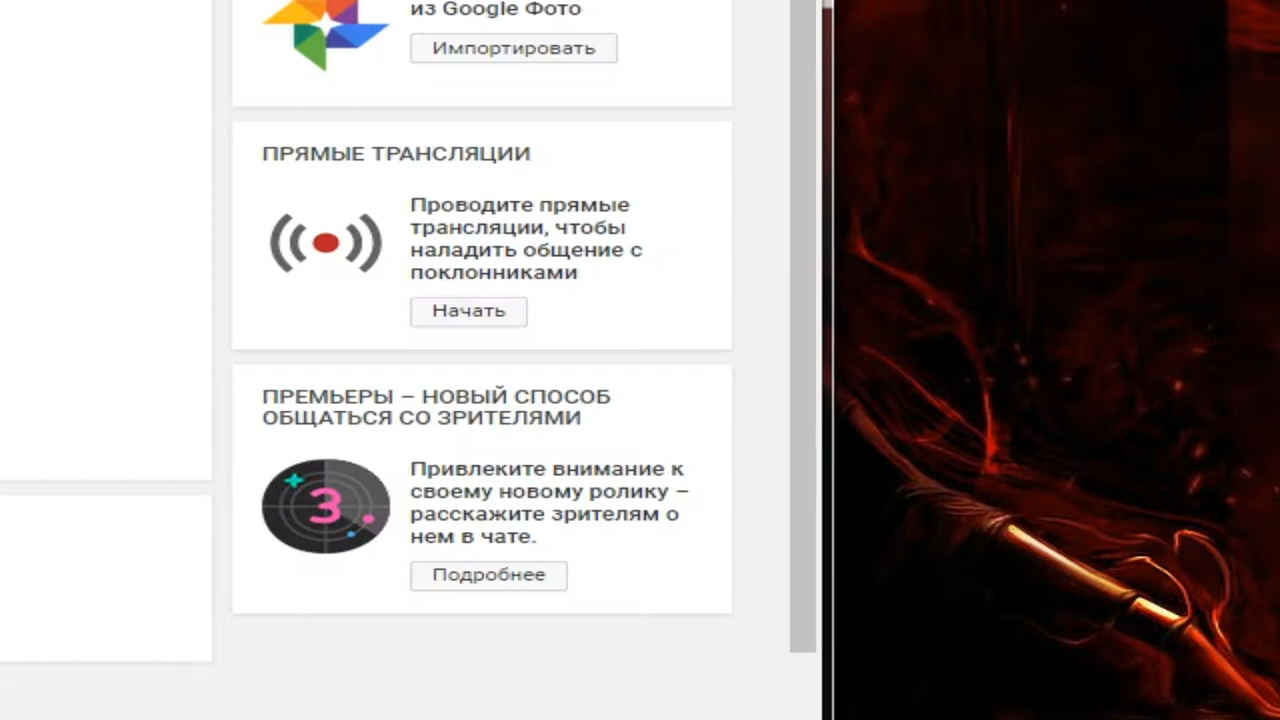 из Google Фото
Импортировать
ПРЯМЫЕ ТРАНСЛЯЦИИ
Проводите прямые
трансляции, чтобы
наладить общение с
поклонниками
Начать
ПРЕМЬЕРЫ – НОВЫЙ СПОСОБ
ОБЩАТЬСЯ СО ЗРИТЕЛЯМИ
3
Привлеките внимание к
своему новому ролику –
расскажите зрителям о
нем в чате.
Подробнее